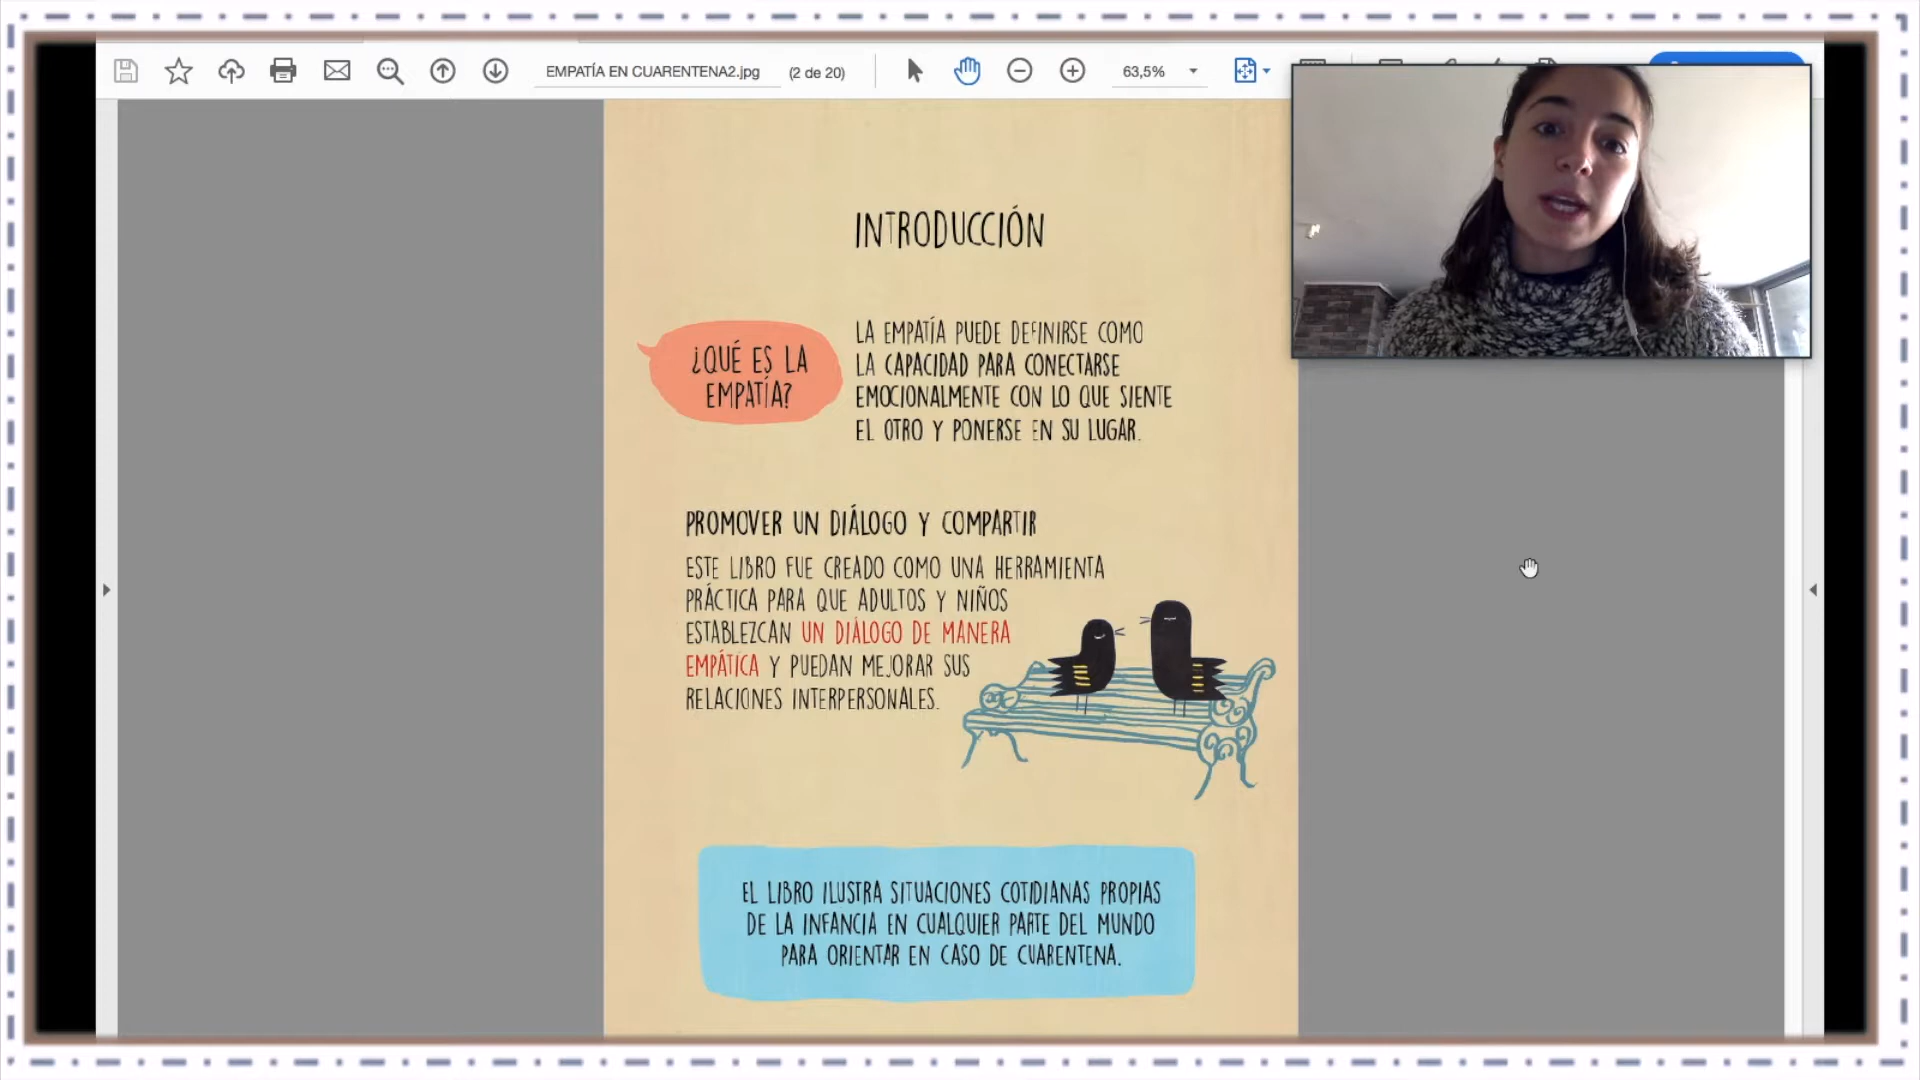 EMPATÍA EN CUARENTENA2.jpg
(2 de 20)
63,5%
INTRODUCCIÓN
¿QUÉ ES LA
EMPATÍA?
LA EMPATÍA PUEDE DEFINIRSE COMO
LA CAPACIDAD PARA CONECTARSE
EMOCIONALMENTE CON LO QUE SIENTE
EL OTRO Y PONERSE EN SU LUGAR.
PROMOVER UN DIÁLOGO Y COMPARTIR
ESTE LIBRO FUE CREADO COMO UNA HERRAMIENTA
PRÁCTICA PARA QUE ADULTOS Y NIÑOS
ESTABLEZCAN UN DIÁLOGO DE MANERA
EMPÁTICA Y PUEDAN MEJORAR SUS
RELACIONES INTERPERSONALES.
EL LIBRO ILUSTRA SITUACIONES COTIDIANAS PROPIAS
DE LA INFANCIA EN CUALQUIER PARTE DEL MUNDO
PARA ORIENTAR EN CASO DE CUARENTENA.